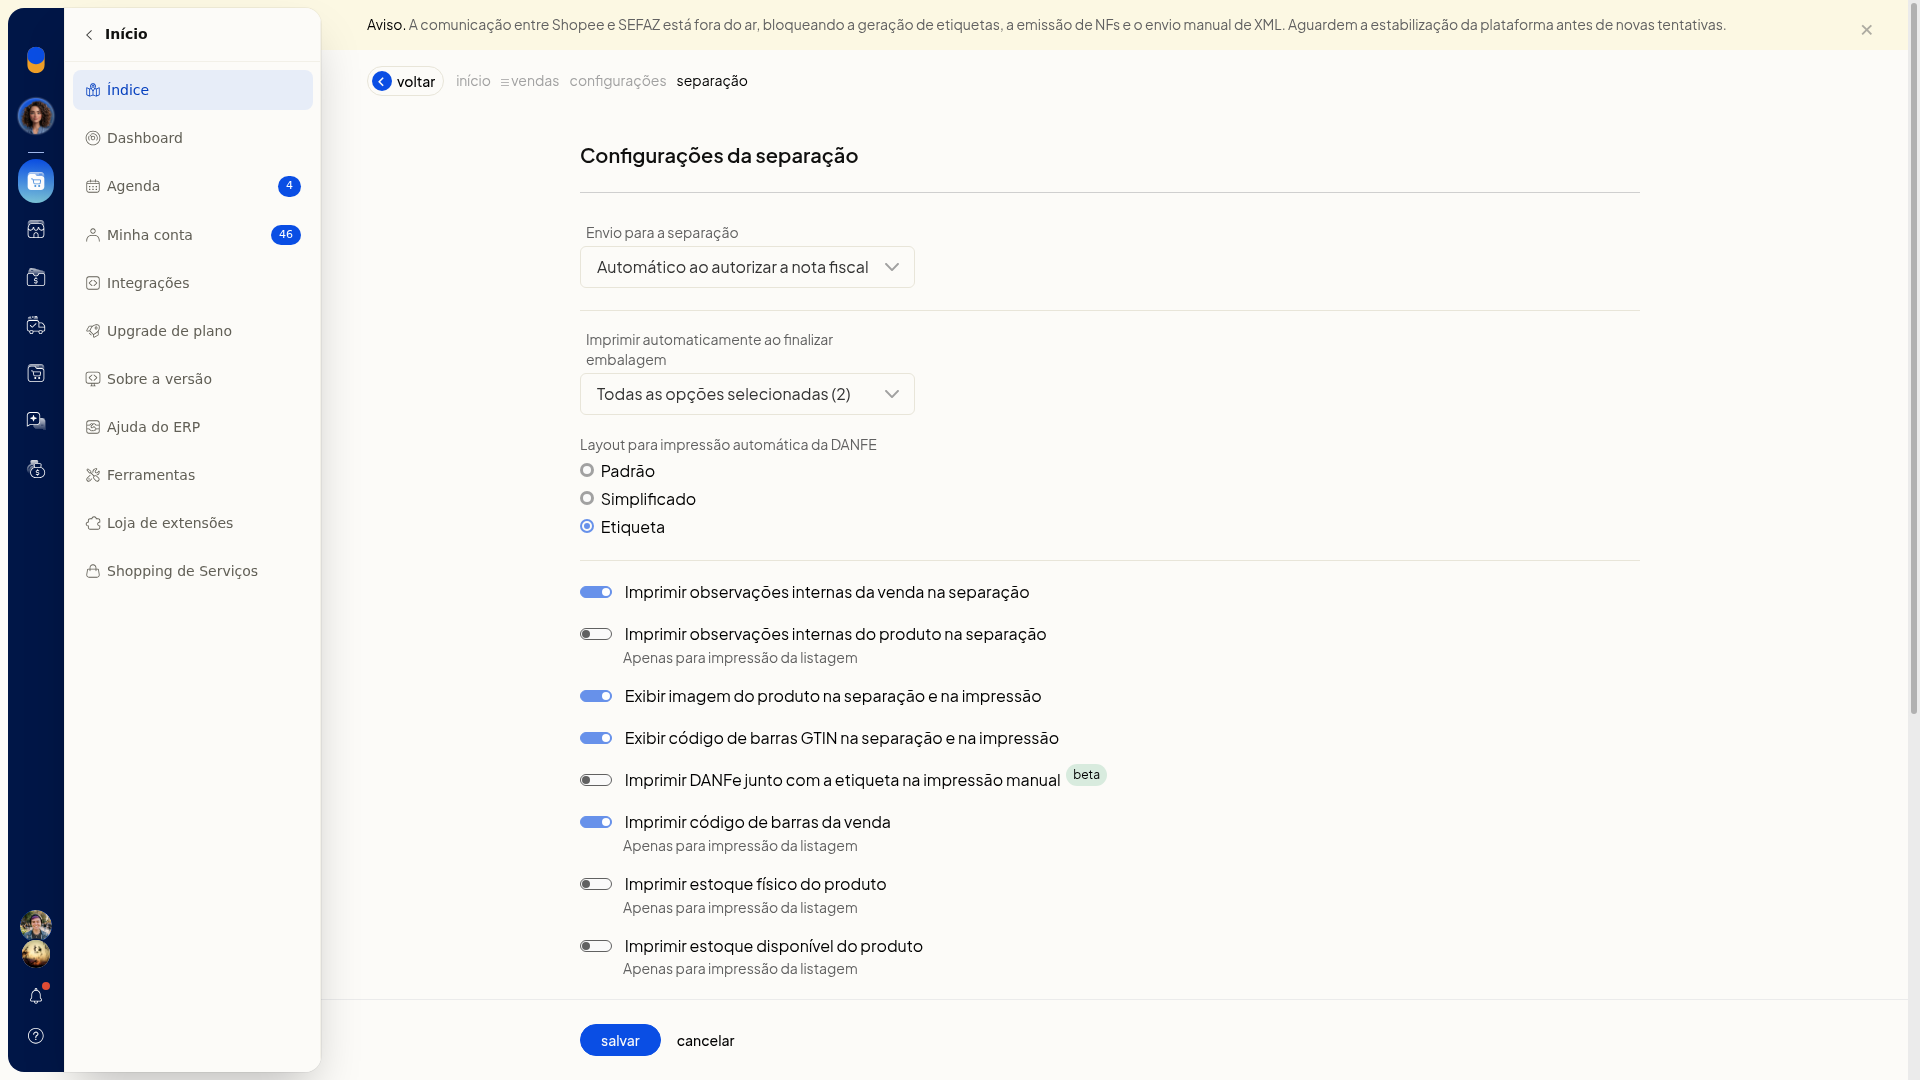 Início
Índice
Dashboard
Agenda
4
Minha conta
46
Integrações
Upgrade de plano
Sobre a versão
Ajuda do ERP
Ferramentas
Loja de extensões
Shopping de Serviços
Aviso. A comunicação entre Shopee e SEFAZ está fora do ar, bloqueando a geração de etiquetas, a emissão de NFs e o envio manual de XML. Aguardem a estabilização da plataforma antes de novas tentativas.
voltar início vendas configurações separação
Configurações da separação
Envio para a separação
Automático ao autorizar a nota fiscal
Imprimir automaticamente ao finalizar
embalagem
Todas as opções selecionadas (2)
Layout para impressão automática da DANFE
Padrão
Simplificado
Etiqueta
Imprimir observações internas da venda na separação
Imprimir observações internas do produto na separação
Apenas para impressão da listagem
Exibir imagem do produto na separação e na impressão
Exibir código de barras GTIN na separação e na impressão
Imprimir DANFe junto com a etiqueta na impressão manual beta
Imprimir código de barras da venda
Apenas para impressão da listagem
Imprimir estoque físico do produto
Apenas para impressão da listagem
Imprimir estoque disponível do produto
Apenas para impressão da listagem
salvar cancelar